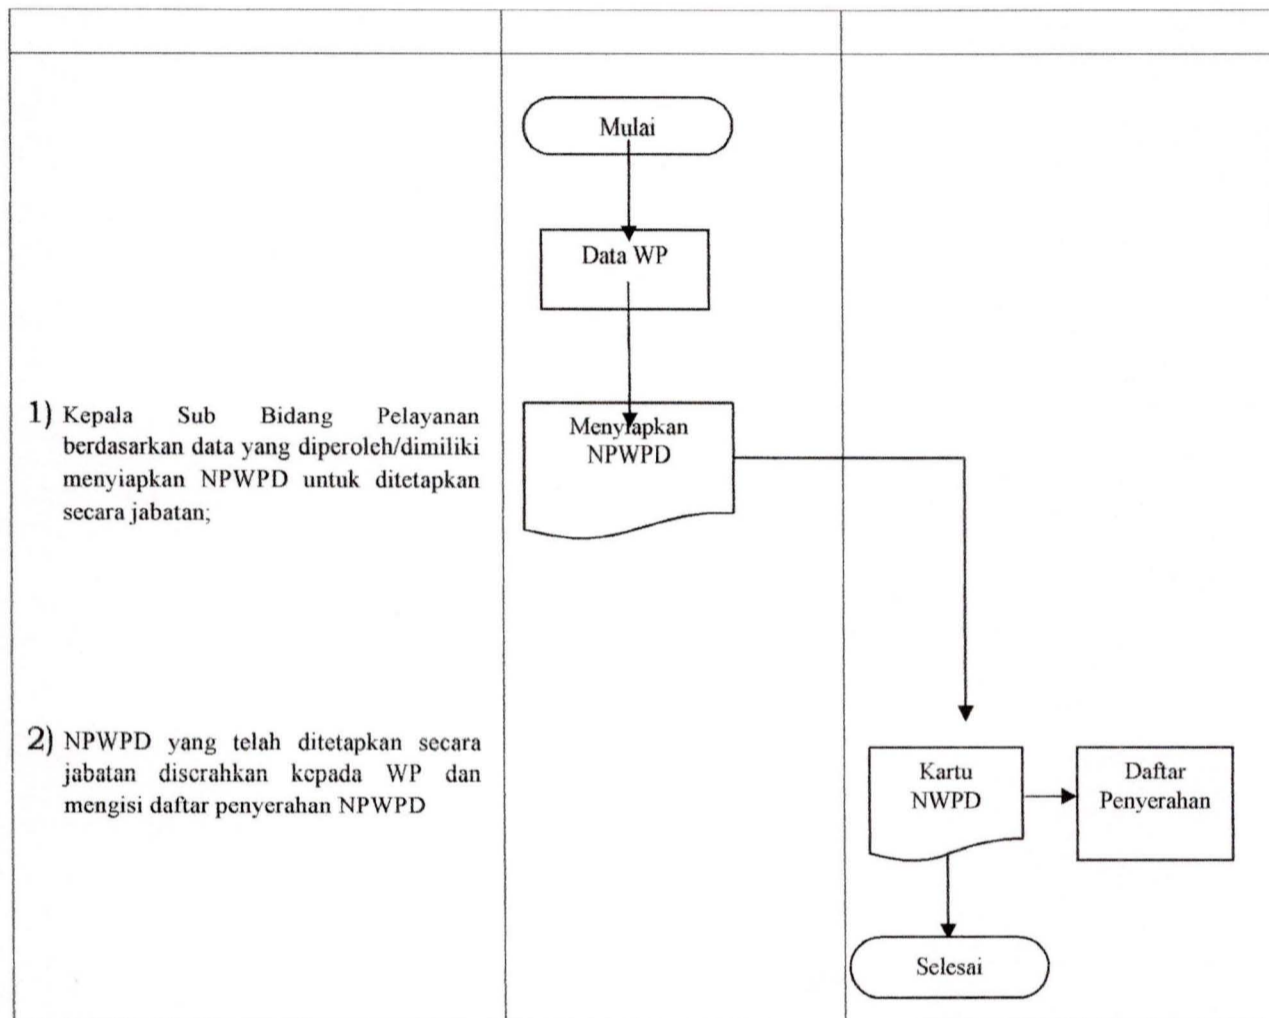 Mulai
Data WP
1) Kepala Sub Bidang Pelayanan
berdasarkan data yang diperoleh/dimiliki
menyiapkan NPWPD untuk ditetapkan
secara jabatan;
Menyiapkan
NPWPD
2) NPWPD yang telah ditetapkan secara
jabatan diserahkan kepada WP dan
mengisi daftar penyerahan NPWPD
Kartu
NWPD
Daftar
Penyerahan
Selesai